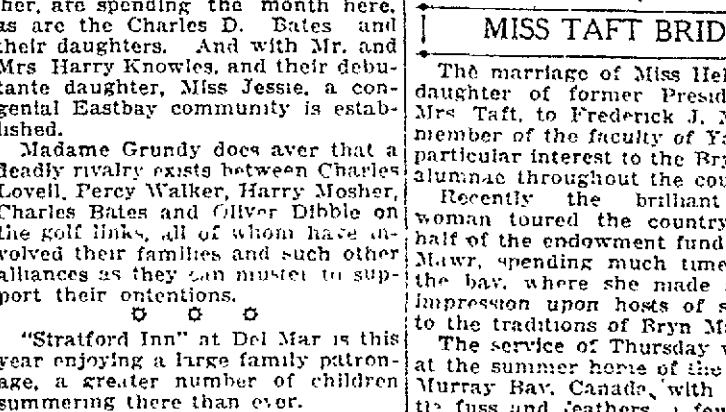 her, are spending the month here,
as are the Charles D. Bates and
their daughters. And with Mr. and
Mrs Harry Knowles, and their debu-
tante daughter, Miss Jessie, a con-
genial Eastbay community is estab-
lished.
Madame Grundy does aver that a
deadly rivalry exists between Charles
Lovell, Percy Walker, Harry Mosher,
Charles Bates and Oliver Dibble on
the golf links, all of whom have in-
volved their families and such other
alliances as they can muster to sup-
port their ontentions.
"Stratford Inn" at Del Mar is this
year enjoying a large family patron-
age, a greater number of children
summering there than ever.
MISS TAFT BRID
The marriage of Miss Hel
daughter of former Presid
Mrs Taft, to Frederick J. M
member of the faculty of Ya
particular interest to the Bry
alumnae throughout the cou
Recently the brilliant
woman toured the country
half of the endowment fund
Mawr, spending much time
the bay, where she made
impression upon hosts of s
to the traditions of Bryn M
The service of Thursday w
at the summer home of the
Murray Bay, Canada, with
the fuss and feathers